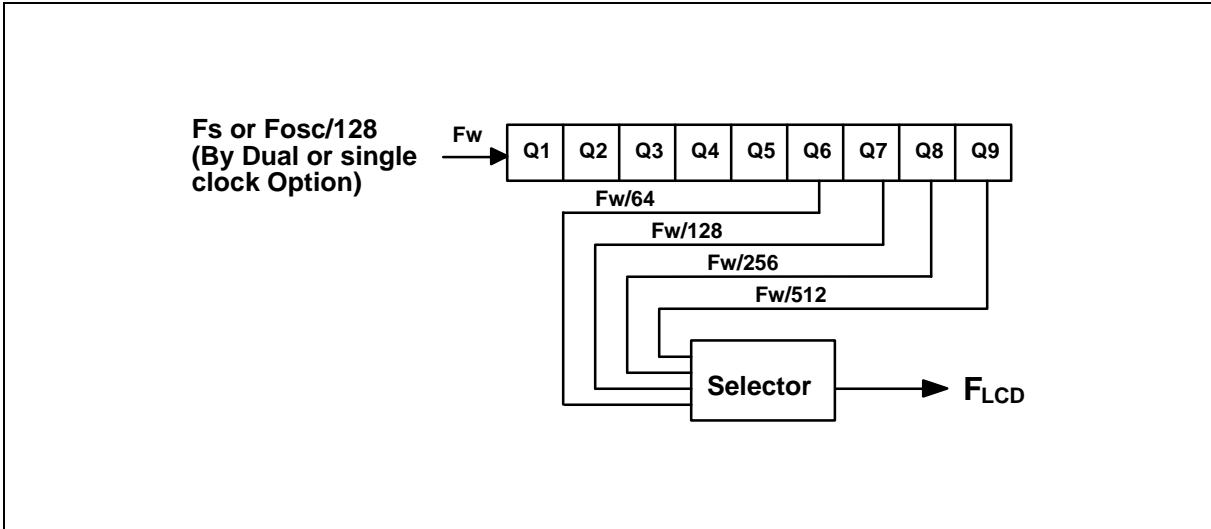 Fs or Fosc/128
(By Dual or single
clock Option)
Fw
Q1 Q2 Q3 Q4 Q5 Q6 Q7 Q8 Q9
Fw/64
Fw/128
Fw/256
Fw/512
Selector
FLCD